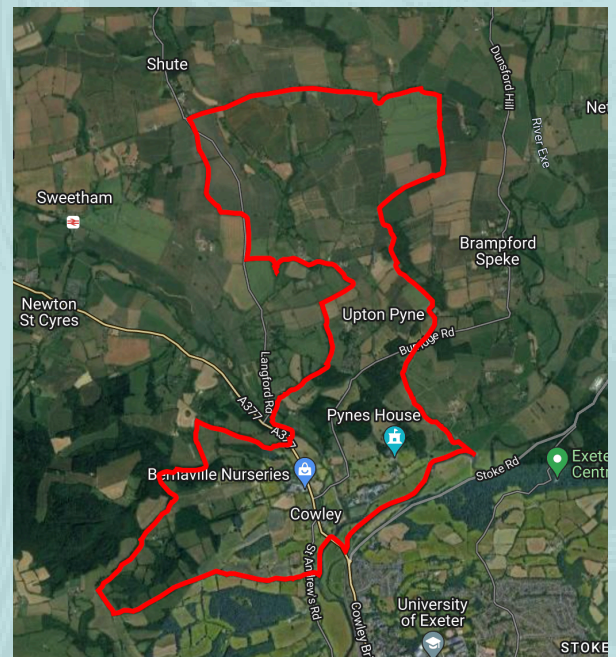 Shute
Dunsford Hill
Net
River Exe
Sweetham
Brampford
Speke
Newton
St Cyres
Upton Pyne
Burridge Rd
Langford Rd
A377
Pynes House
A377
Bernaville Nurseries
Stoke Rd
Exete
Centr
Cowley
St Andrew's Rd
Cowley Br
University
of Exeter
STOKE